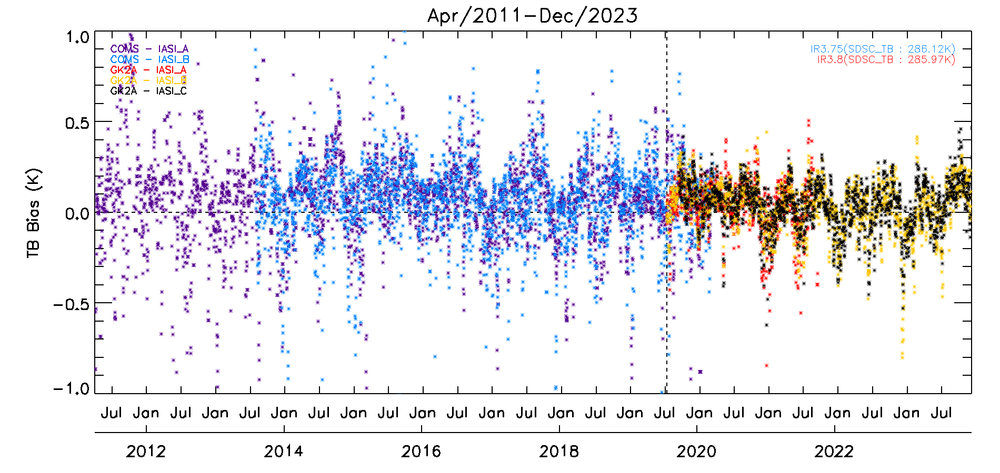 Apr/2011-Dec/2023
1.0
0.5
0.0
-0.5
-1.0
TB Bias (K)
COMS - IASI_A
COMS - IASI_B
GK2A - IASI_A
GK2A - IASI_B
GK2A - IASI_C
IR3.75(SDSC_TB : 286.12K)
IR3.8(SDSC_TB : 285.97K)
Jul Jan Jul Jan Jul Jan Jul Jan Jul Jan Jul Jan Jul Jan Jul Jan Jul Jan Jul Jan Jul Jan Jul Jan Jul
2012 2014 2016 2018 2020 2022